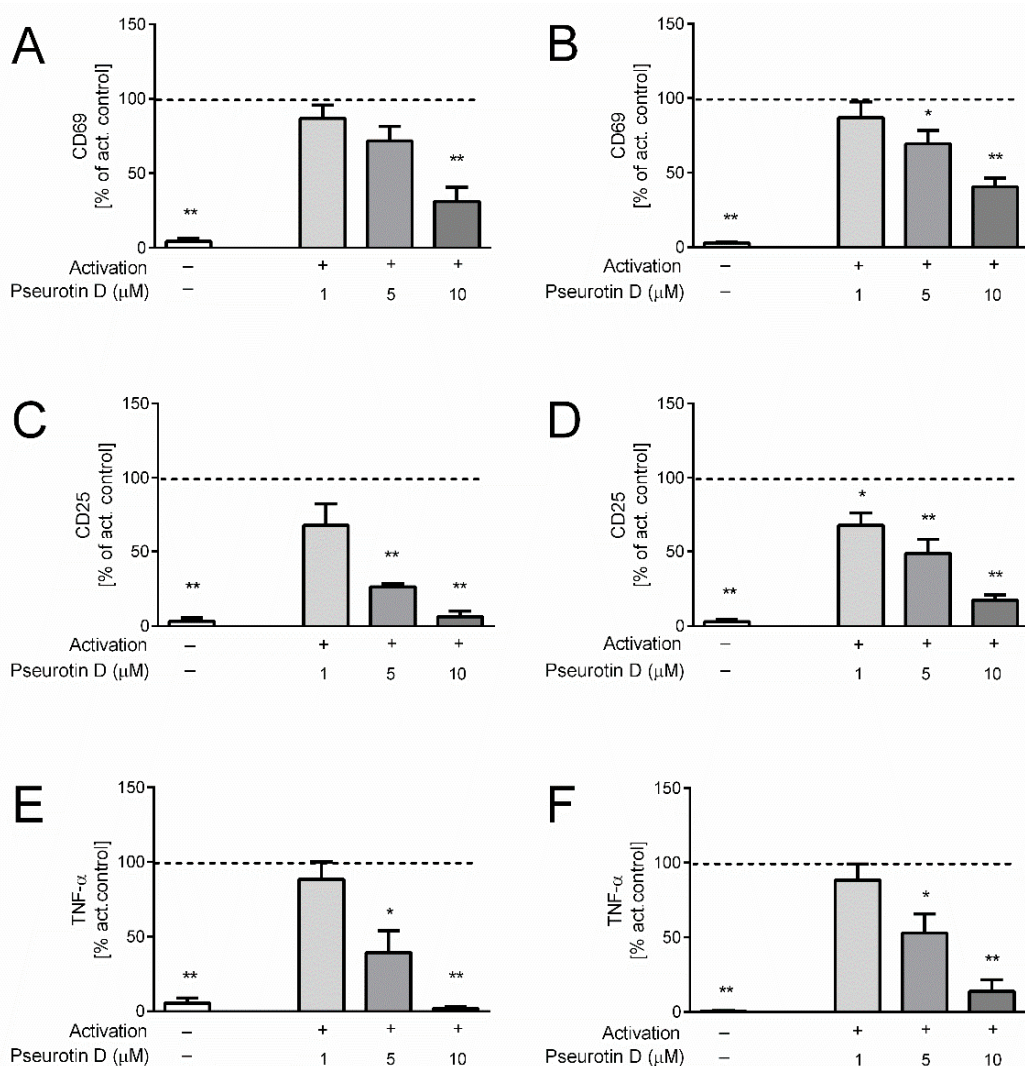 A
150
100
50
0
CD69
[% of act. control]
**
**
Activation – + + +
Pseurotin D (μM) – 1 5 10
B
150
100
50
0
CD69
[% of act. control]
**
*
**
Activation – + + +
Pseurotin D (μM) – 1 5 10
C
150
100
50
0
CD25
[% of act. control]
**
**
**
Activation – + + +
Pseurotin D (μM) – 1 5 10
D
150
100
50
0
CD25
[% of act. control]
**
*
**
**
Activation – + + +
Pseurotin D (μM) – 1 5 10
E
150
100
50
0
TNF-α
[% act.control]
**
*
**
Activation – + + +
Pseurotin D (μM) – 1 5 10
F
150
100
50
0
TNF-α
[% act.control]
**
*
**
Activation – + + +
Pseurotin D (μM) – 1 5 10